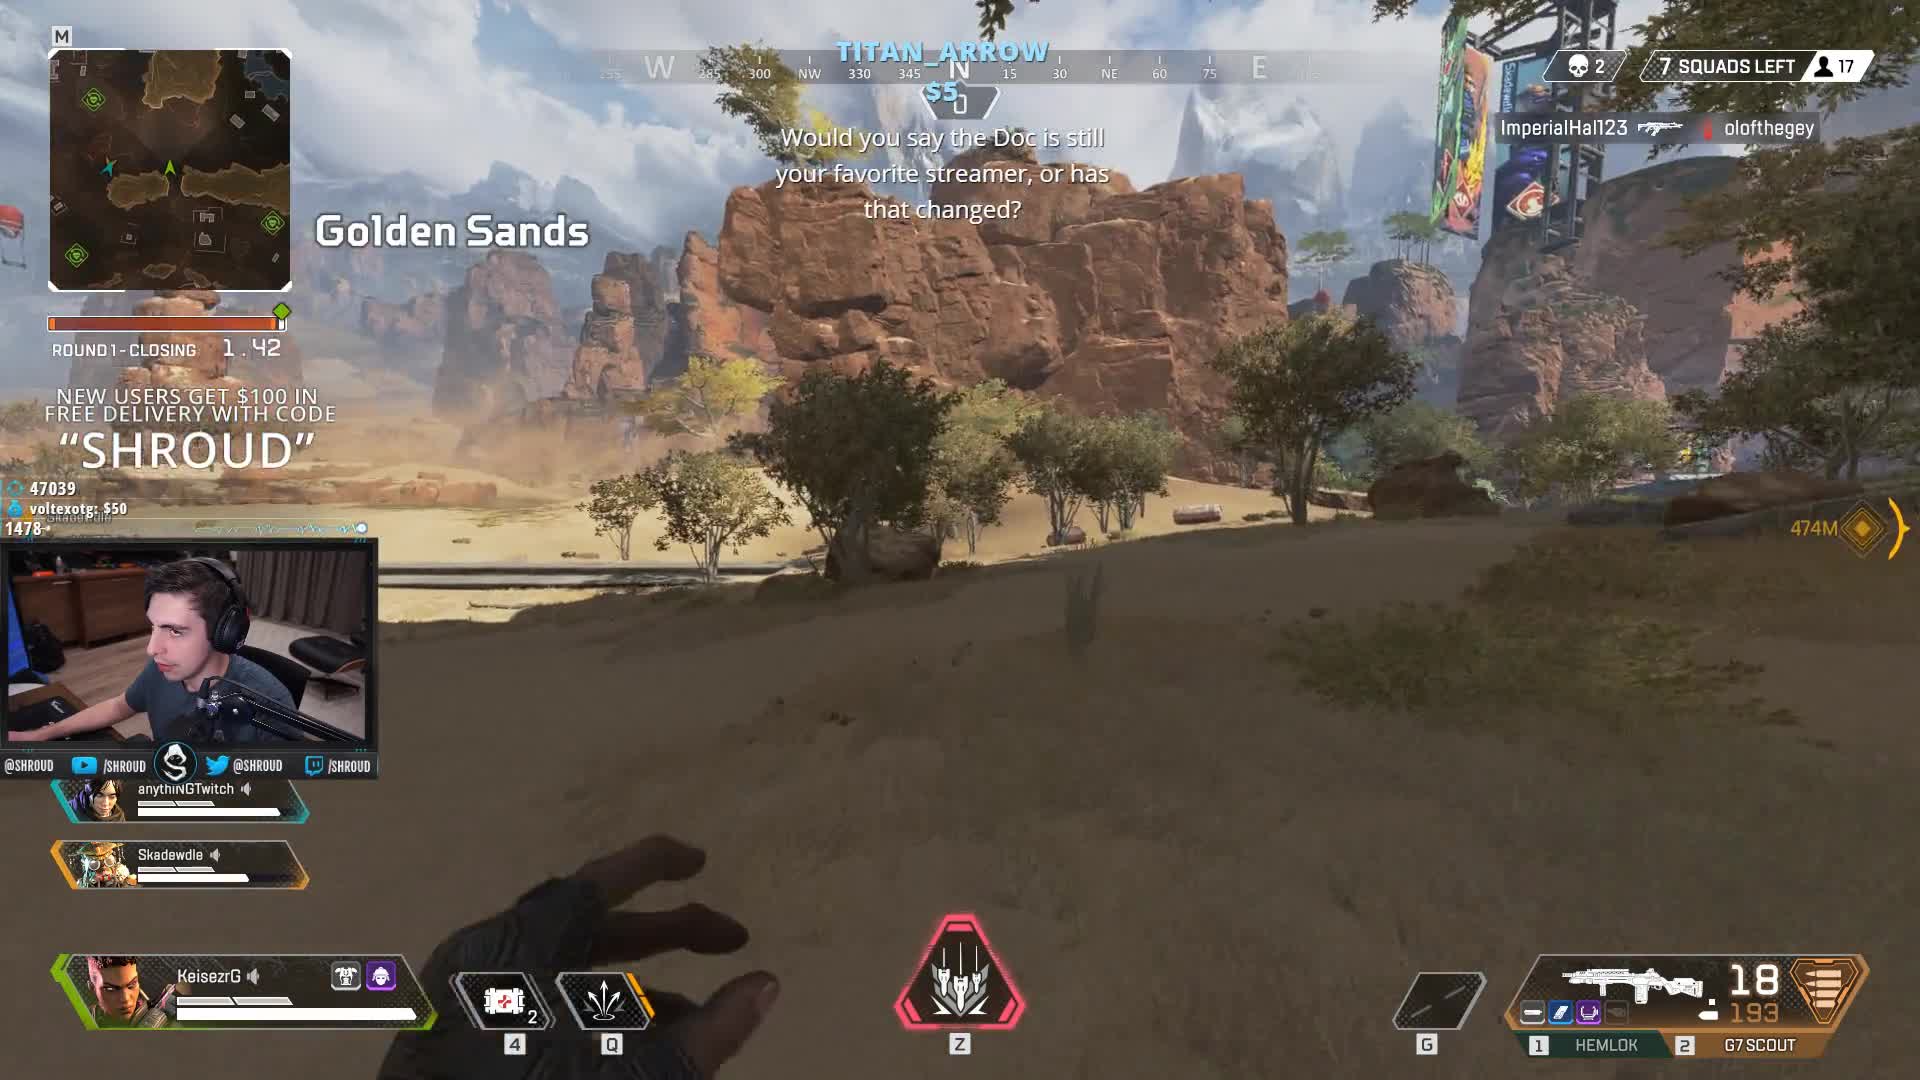 M
TITAN_ARROW
$5
W 285 300 NW 330 345 N 15 30 NE 60 75 E
0
Would you say the Doc is still
your favorite streamer, or has
that changed?
2
7 SQUADS LEFT 17
ImperialHal123 olofthegey
Golden Sands
ROUND 1 - CLOSING 1.42
NEW USERS GET $100 IN
FREE DELIVERY WITH CODE
“SHROUD”
47039
voltexotg: $50
Skadewdle
1478
474M
@SHROUD /SHROUD @SHROUD /SHROUD
anythiNGTwitch
Skadewdle
KeisezrG
2
4
Q
Z
G
18
193
1 HEMLOK 2 G7 SCOUT